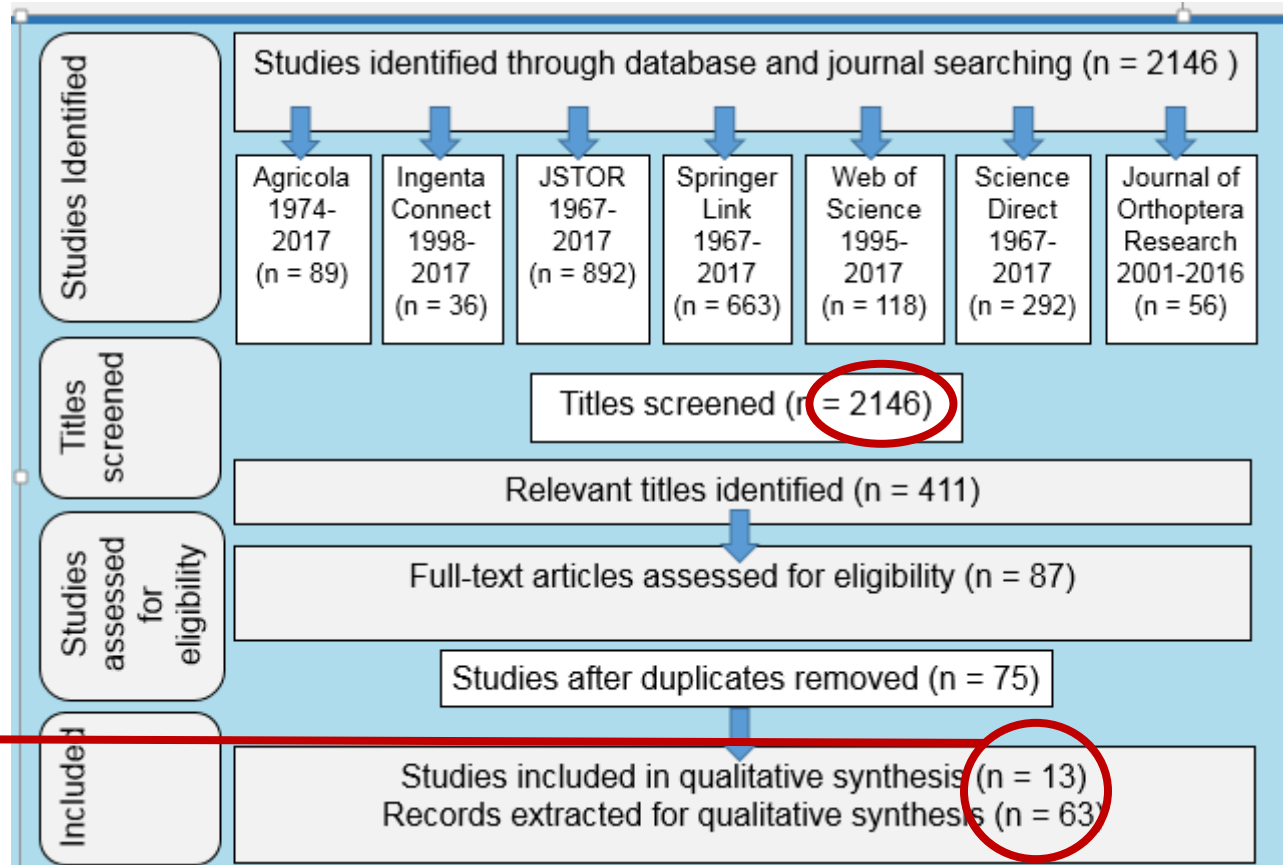 Studies Identified
Studies identified through database and journal searching (n = 2146 )
Agricola
1974-
2017
(n = 89)
Ingenta
Connect
1998-
2017
(n = 36)
JSTOR
1967-
2017
(n = 892)
Springer
Link
1967-
2017
(n = 663)
Web of
Science
1995-
2017
(n = 118)
Science
Direct
1967-
2017
(n = 292)
Journal of
Orthoptera
Research
2001-2016
(n = 56)
Titles
screened
Titles screened (n = 2146)
Relevant titles identified (n = 411)
Studies
assessed
for
eligibility
Full-text articles assessed for eligibility (n = 87)
Studies after duplicates removed (n = 75)
Included
Studies included in qualitative synthesis (n = 13)
Records extracted for qualitative synthesis (n = 63)